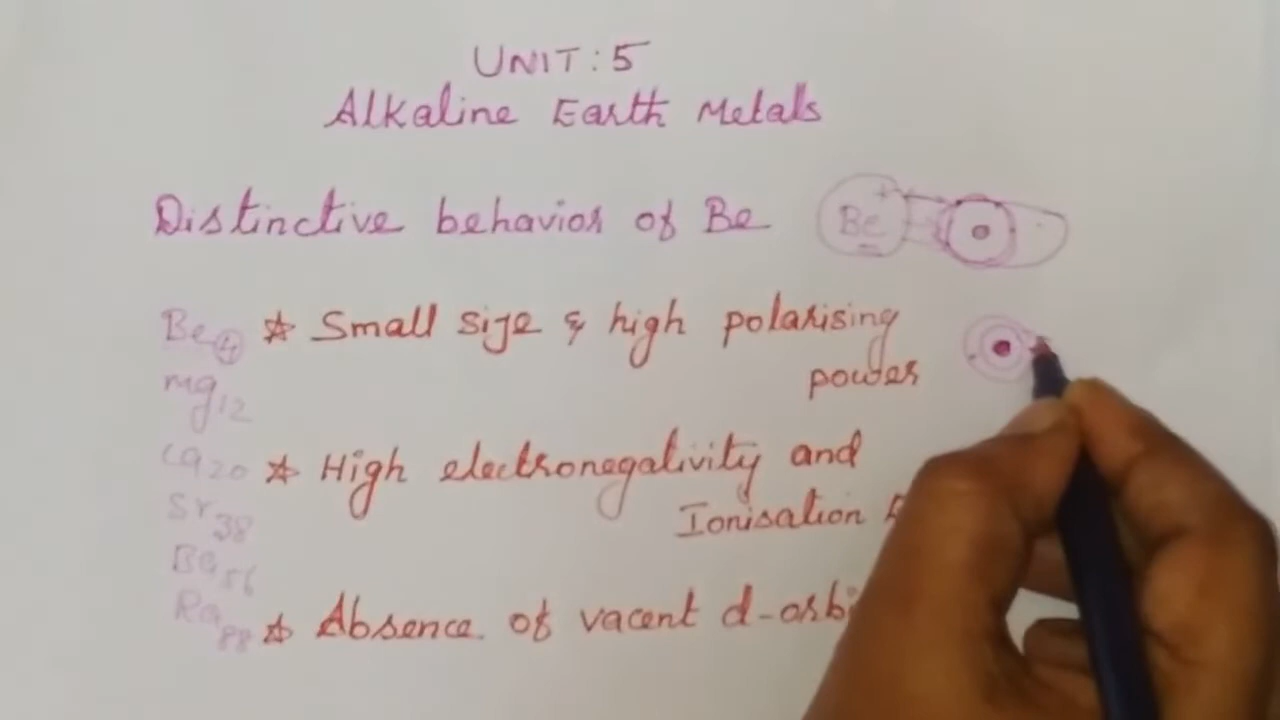 UNIT : 5
Alkaline Earth Metals
Distinctive behavior of Be
Be
Be4 ☆ Small size & high polarising
power
mg12
Ca20 ☆ High electronegativity and
Ionisation
Sr38
Ba56
Ra88 ☆ Absence of vacent d-orbi